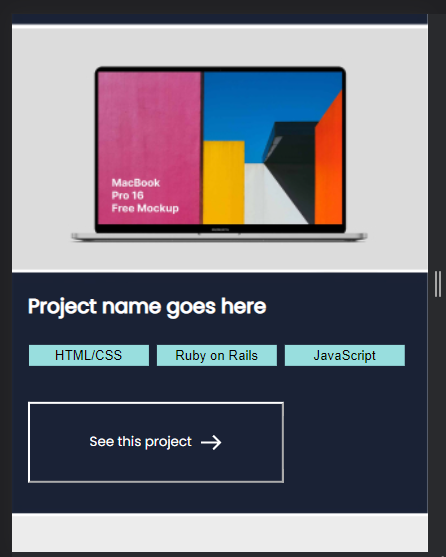 MacBook
Pro 16
Free Mockup
Project name goes here
HTML/CSS
Ruby on Rails
JavaScript
See this project